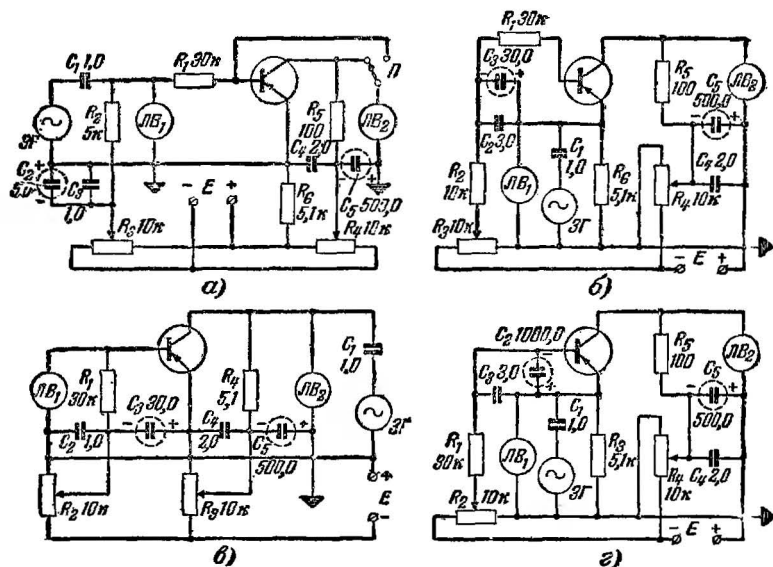 C₁ 1,0
R₁ 30к
П
R₂
5к
ЛВ₁
R₅
100
ЛВ₂
ЗГ
C₄ 2,0
C₂
5,0
C₃
1,0
- E +
R₆
5,1к
C₅ 500,0
R₃ 10к
R₄ 10к
а)
R₁ 30к
C₃ 30,0
R₅
100
C₅
500,0
ЛВ₂
C₂ 3,0
C₁
1,0
R₂
10к
ЛВ₁
ЗГ
R₆
5,1к
C₄ 2,0
R₄ 10к
R₃ 10к
- E +
б)
C₁
1,0
ЛВ₁
R₁
30к
C₃ 30,0
R₄
5,1
C₄
2,0
ЛВ₂
ЗГ
C₂ 1,0
C₅
500,0
R₂ 10к
R₃ 10к
+
E
-
в)
C₂ 1000,0
R₅
100
ЛВ₂
C₃ 3,0
C₅
500,0
C₁
1,0
R₁
30к
ЛВ₁
ЗГ
R₃
5,1к
R₄
10к
C₄ 2,0
R₂ 10к
- E +
г)